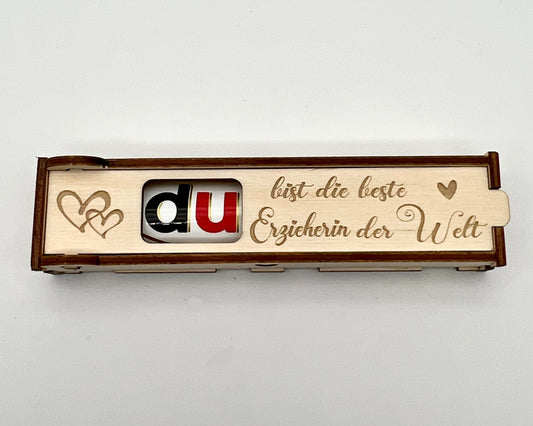 du
bist die beste
Erzieherin der Welt